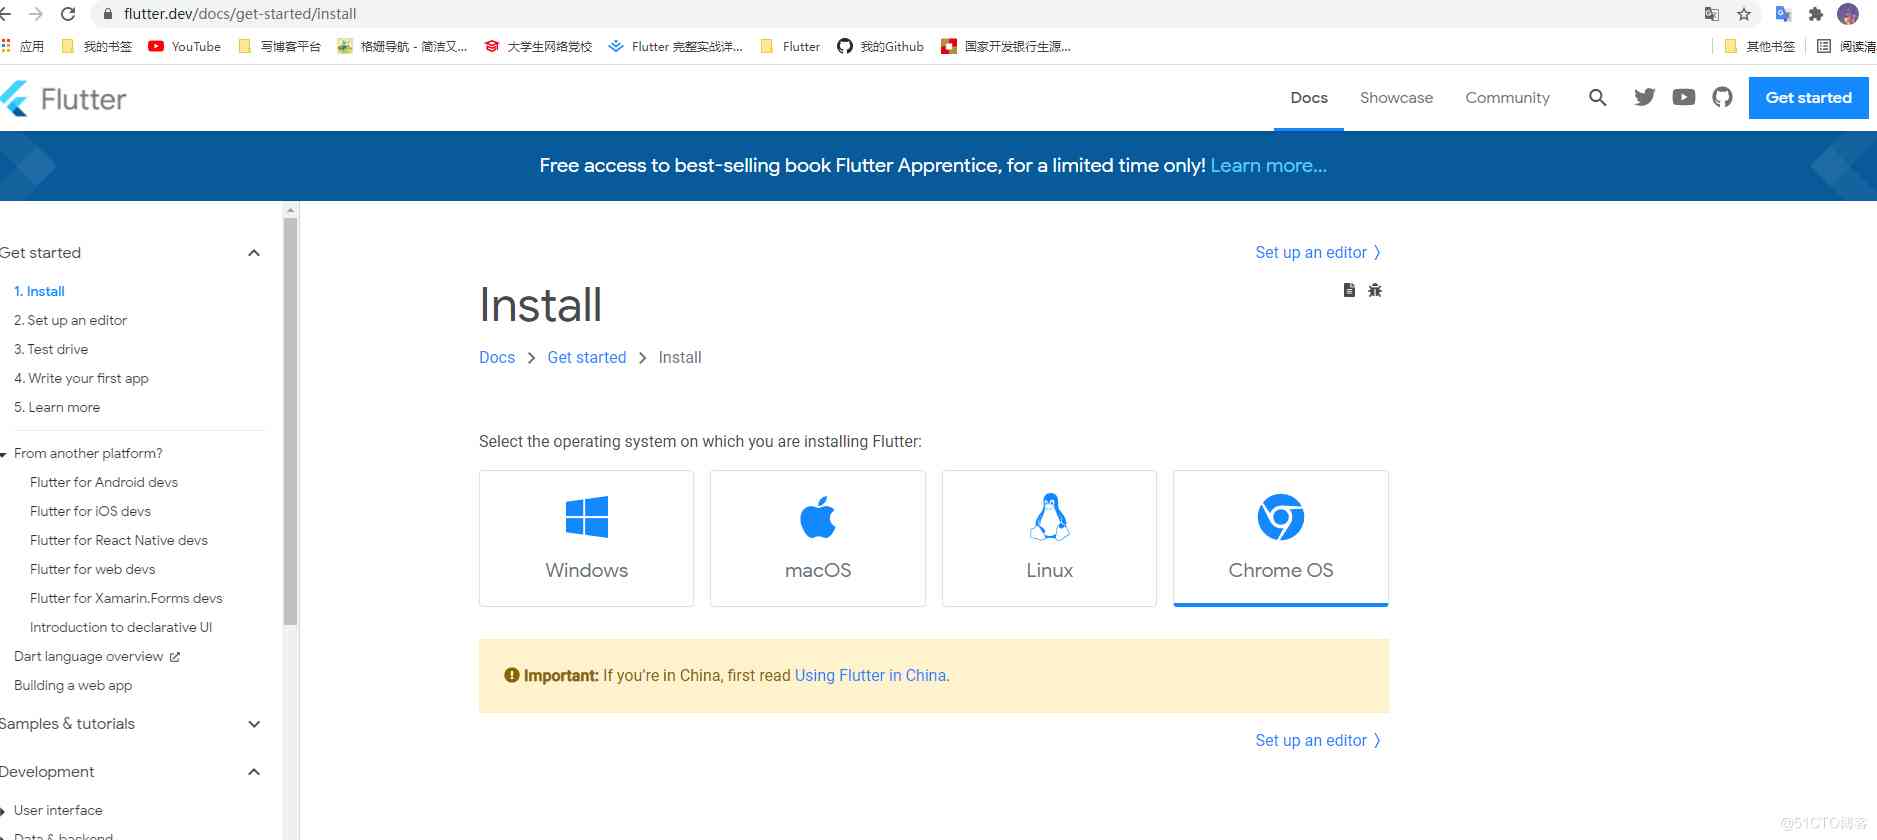 flutter.dev/docs/get-started/install
应用 我的书签 YouTube 写博客平台 格姗导航 - 简洁又... 大学生网络党校 Flutter 完整实战详... Flutter 我的Github 国家开发银行生源... 其他书签 阅读清
Flutter Docs Showcase Community Get started
Free access to best-selling book Flutter Apprentice, for a limited time only! Learn more...
Get started
1. Install
2. Set up an editor
3. Test drive
4. Write your first app
5. Learn more
From another platform?
Flutter for Android devs
Flutter for iOS devs
Flutter for React Native devs
Flutter for web devs
Flutter for Xamarin.Forms devs
Introduction to declarative UI
Dart language overview
Building a web app
Samples & tutorials
Development
User interface
Data & backend
Set up an editor 〉
Install
Docs > Get started > Install
Select the operating system on which you are installing Flutter:
Windows
macOS
Linux
Chrome OS
Important: If you're in China, first read Using Flutter in China.
Set up an editor 〉
@51CTO博客